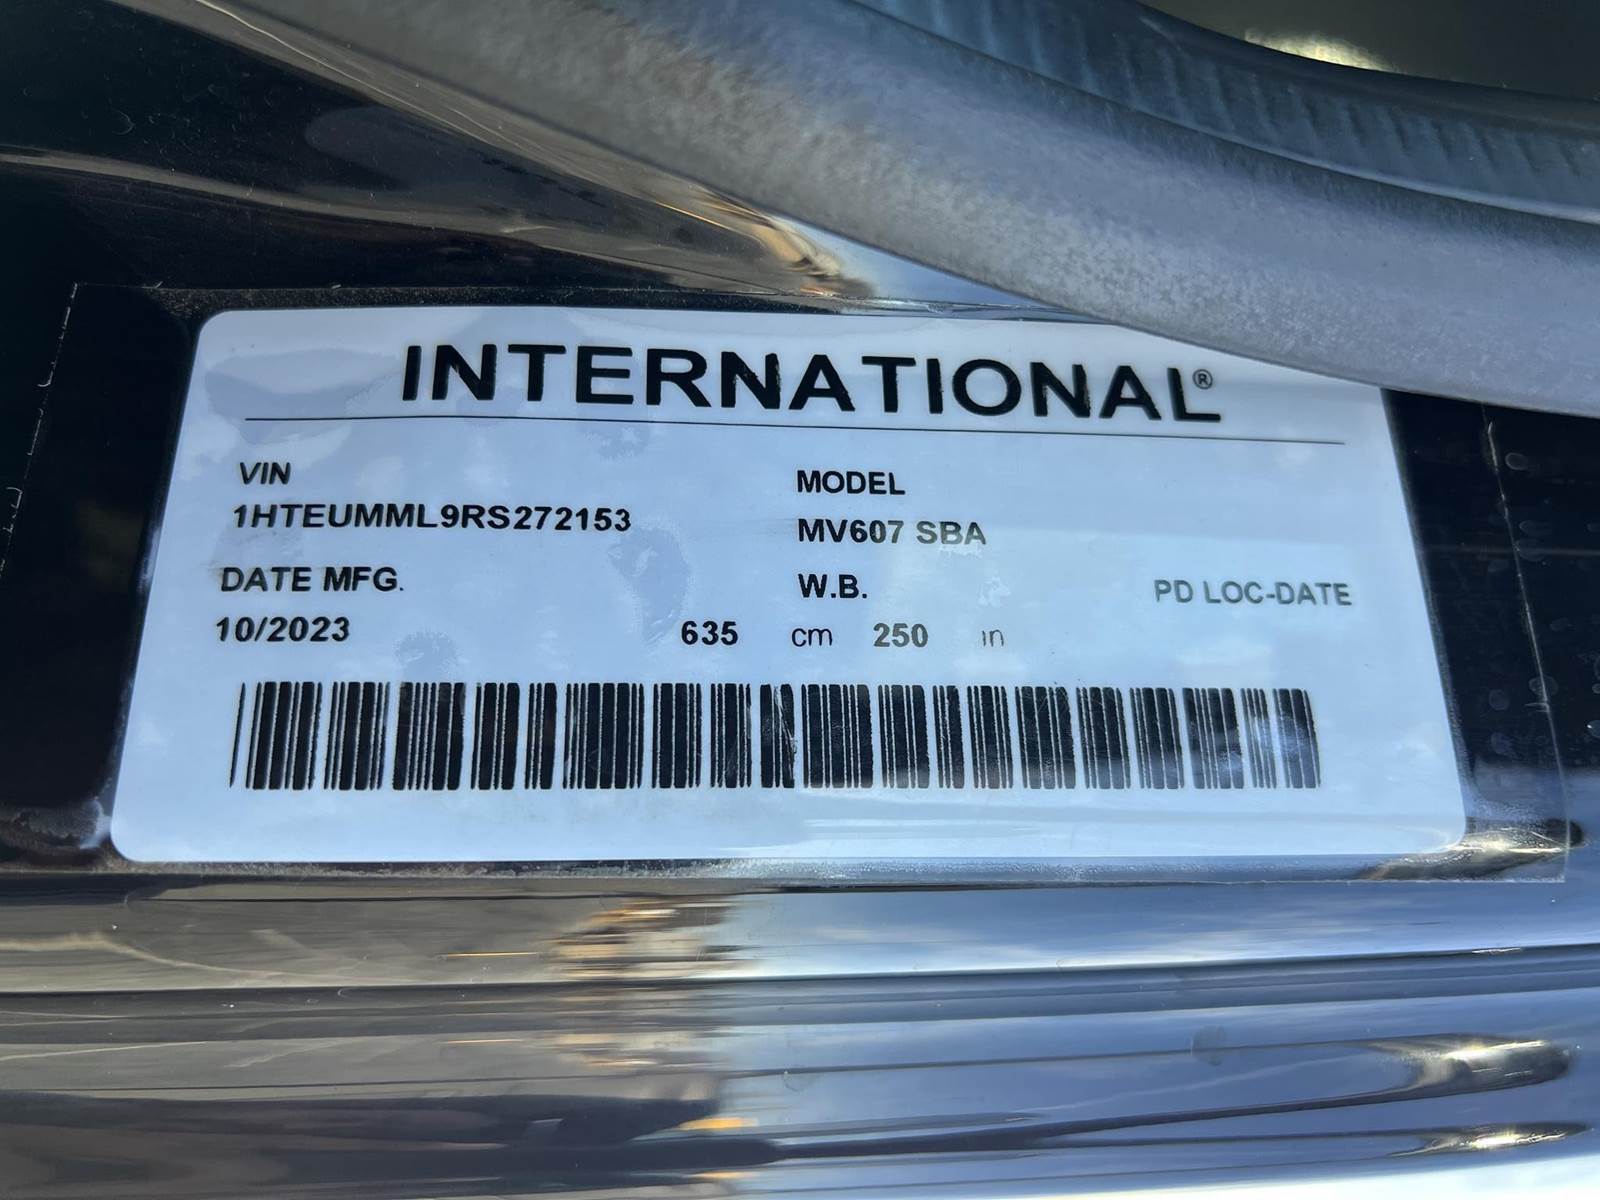 INTERNATIONAL®
VIN
1HTEUMML9RS272153
MODEL
MV607 SBA
DATE MFG.
10/2023
W.B.
635 cm 250 in
PD LOC-DATE